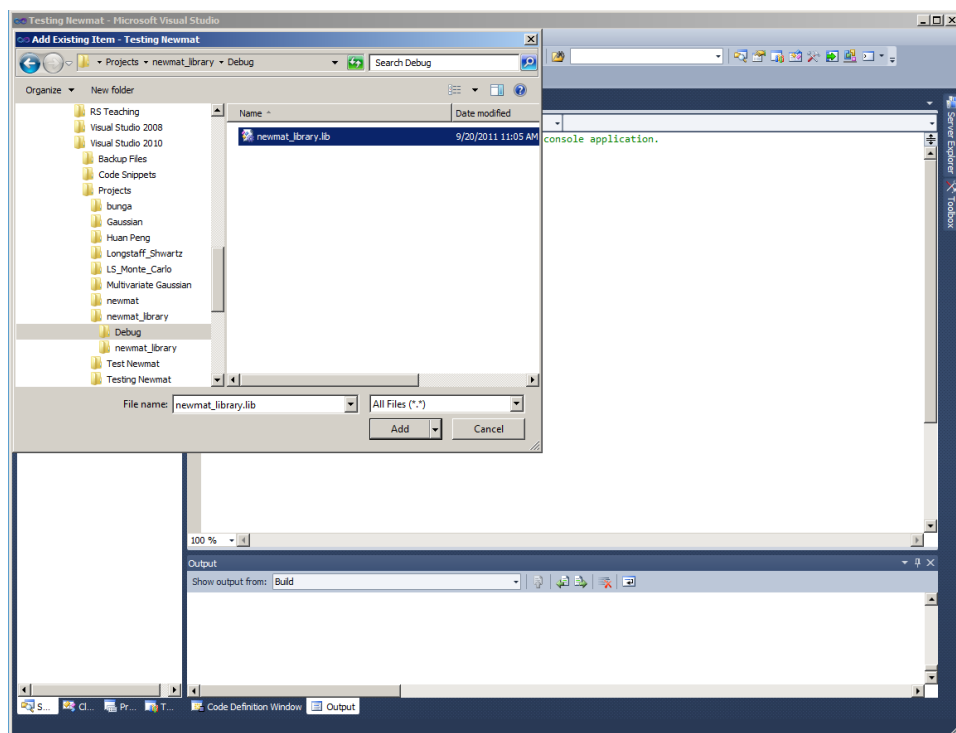 Testing Newmat - Microsoft Visual Studio
Add Existing Item - Testing Newmat
Projects
newmat_library
Debug
Search Debug
Organize
New folder
Name
Date modified
RS Teaching
Visual Studio 2008
Visual Studio 2010
Backup Files
Code Snippets
Projects
bunga
Gaussian
Huan Peng
Longstaff_Shwartz
LS_Monte_Carlo
Multivariate Gaussian
newmat
newmat_library
Debug
newmat_library
Test Newmat
Testing Newmat
newmat_library.lib
9/20/2011 11:05 AM
File name:
newmat_library.lib
All Files (*.*)
Add
Cancel
console application.
Server Explorer
Toolbox
100 %
Output
Show output from:
Build
S...
Cl...
Pr...
T...
Code Definition Window
Output